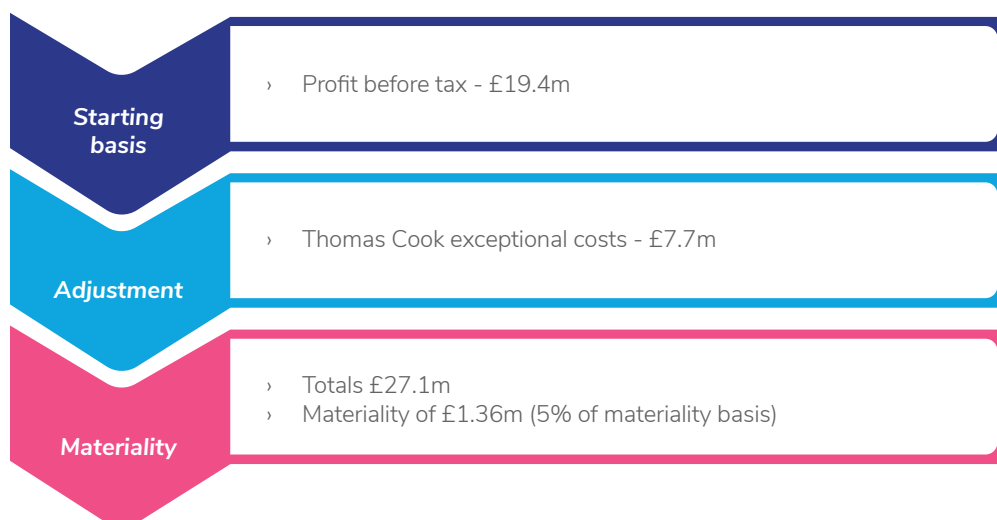 Starting
basis
› Profit before tax - £19.4m
Adjustment
› Thomas Cook exceptional costs - £7.7m
Materiality
› Totals £27.1m
› Materiality of £1.36m (5% of materiality basis)